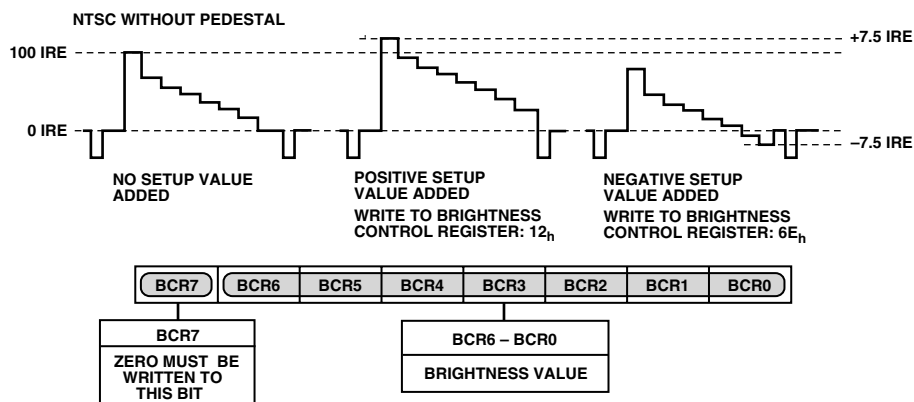 NTSC WITHOUT PEDESTAL
+7.5 IRE
100 IRE
0 IRE
–7.5 IRE
NO SETUP VALUE
ADDED
POSITIVE SETUP
VALUE ADDED
WRITE TO BRIGHTNESS
CONTROL REGISTER: 12h
NEGATIVE SETUP
VALUE ADDED
WRITE TO BRIGHTNESS
CONTROL REGISTER: 6Eh
BCR7 BCR6 BCR5 BCR4 BCR3 BCR2 BCR1 BCR0
BCR7
ZERO MUST BE
WRITTEN TO
THIS BIT
BCR6 – BCR0
BRIGHTNESS VALUE